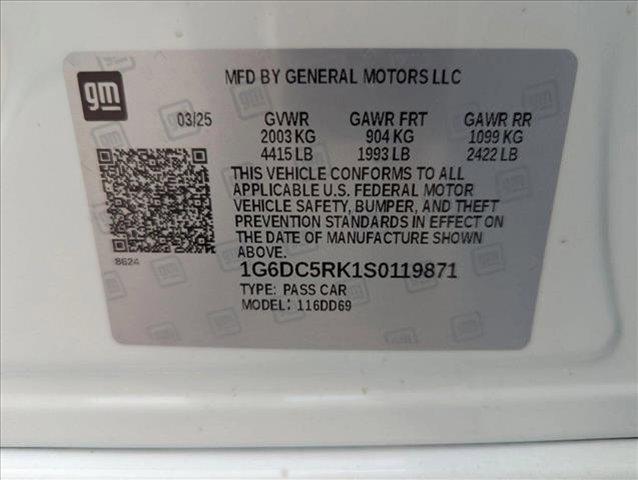 gm
MFD BY GENERAL MOTORS LLC
03/25 GVWR GAWR FRT GAWR RR
2003 KG 904 KG 1099 KG
4415 LB 1993 LB 2422 LB
THIS VEHICLE CONFORMS TO ALL
APPLICABLE U.S. FEDERAL MOTOR
VEHICLE SAFETY, BUMPER, AND THEFT
PREVENTION STANDARDS IN EFFECT ON
THE DATE OF MANUFACTURE SHOWN
ABOVE.
8624
1G6DC5RK1S0119871
TYPE: PASS CAR
MODEL: 116DD69